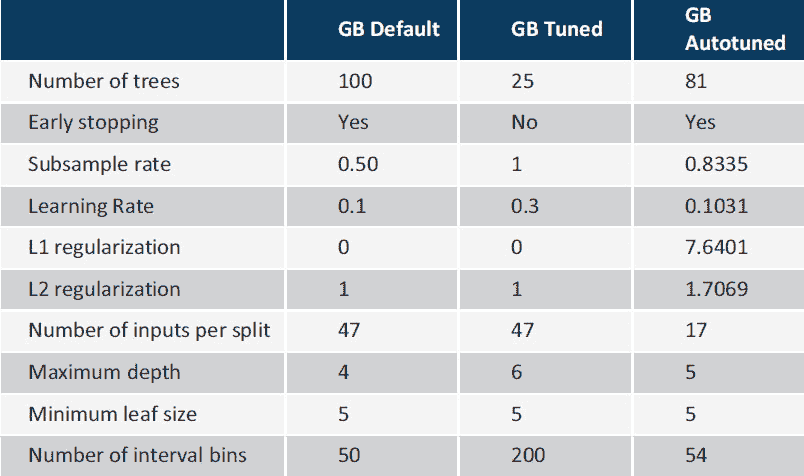 GB Default GB Tuned GB Autotuned
Number of trees 100 25 81
Early stopping Yes No Yes
Subsample rate 0.50 1 0.8335
Learning Rate 0.1 0.3 0.1031
L1 regularization 0 0 7.6401
L2 regularization 1 1 1.7069
Number of inputs per split 47 47 17
Maximum depth 4 6 5
Minimum leaf size 5 5 5
Number of interval bins 50 200 54